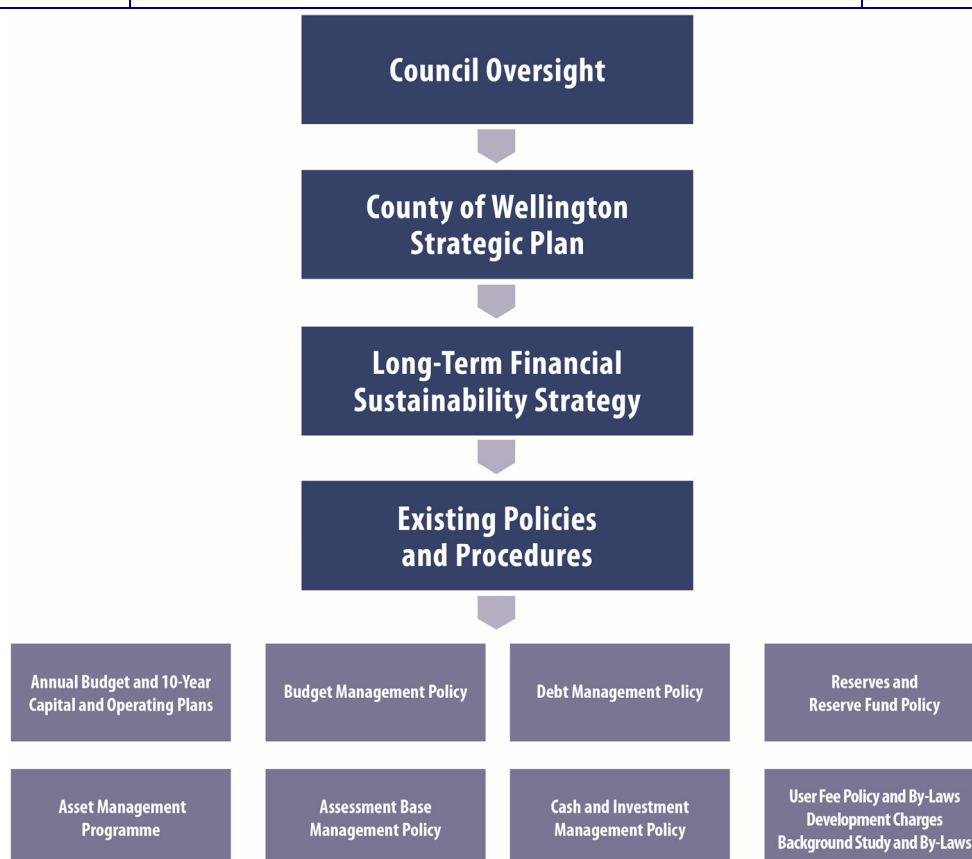 Council Oversight
County of Wellington
Strategic Plan
Long-Term Financial
Sustainability Strategy
Existing Policies
and Procedures
Annual Budget and 10-Year
Capital and Operating Plans
Budget Management Policy
Debt Management Policy
Reserves and
Reserve Fund Policy
Asset Management
Programme
Assessment Base
Management Policy
Cash and Investment
Management Policy
User Fee Policy and By-Laws
Development Charges
Background Study and By-Laws